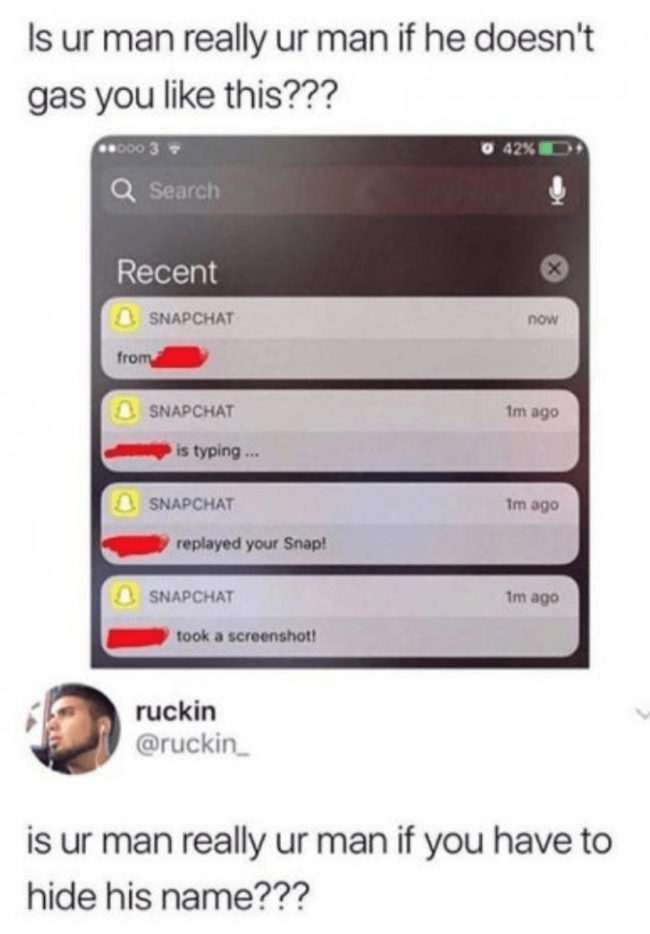 Is ur man really ur man if he doesn't
gas you like this???
3 42%
Search
Recent
SNAPCHAT now
from
SNAPCHAT 1m ago
is typing ...
SNAPCHAT 1m ago
replayed your Snap!
SNAPCHAT 1m ago
took a screenshot!
ruckin
@ruckin_
is ur man really ur man if you have to
hide his name???